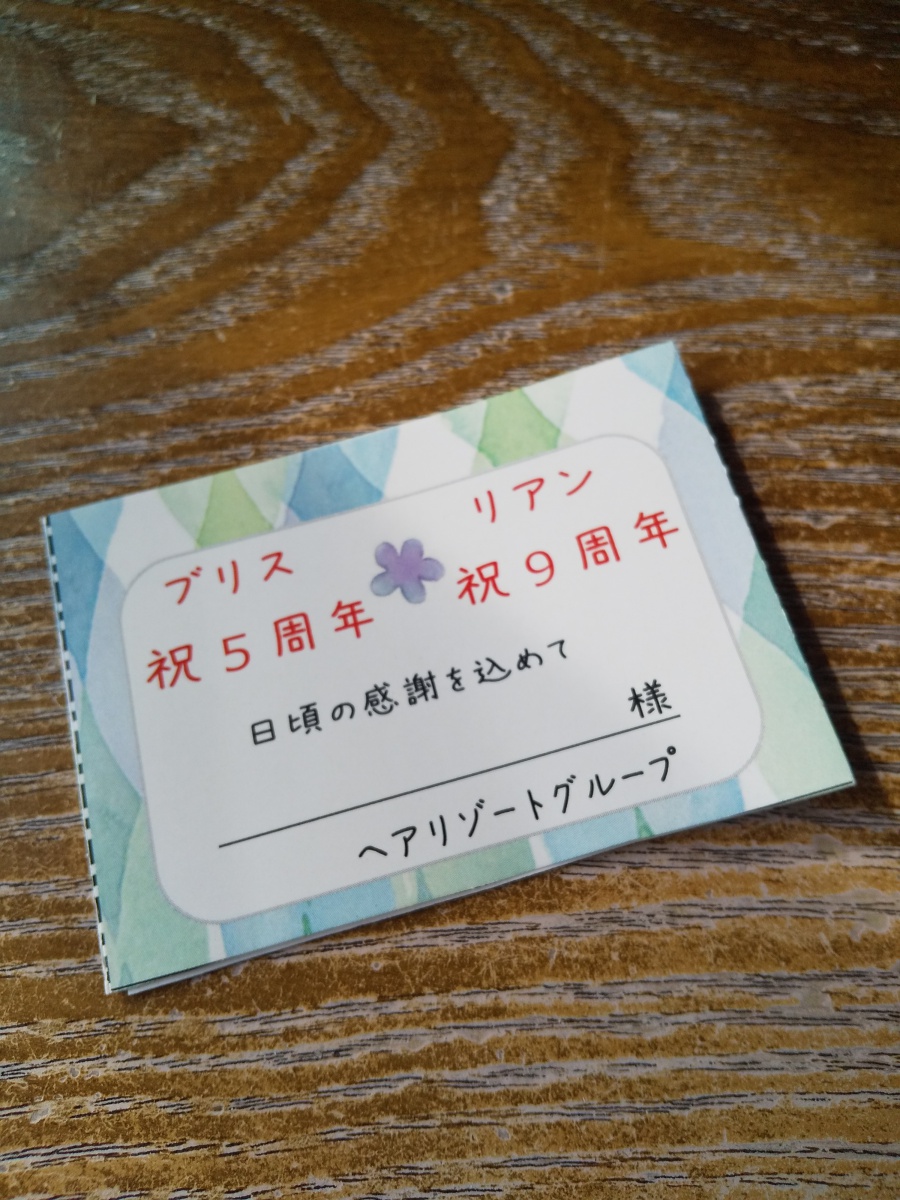 ブリス
祝5周年
リアン
祝9周年
日頃の感謝を込めて
様
ヘアリゾートグループ